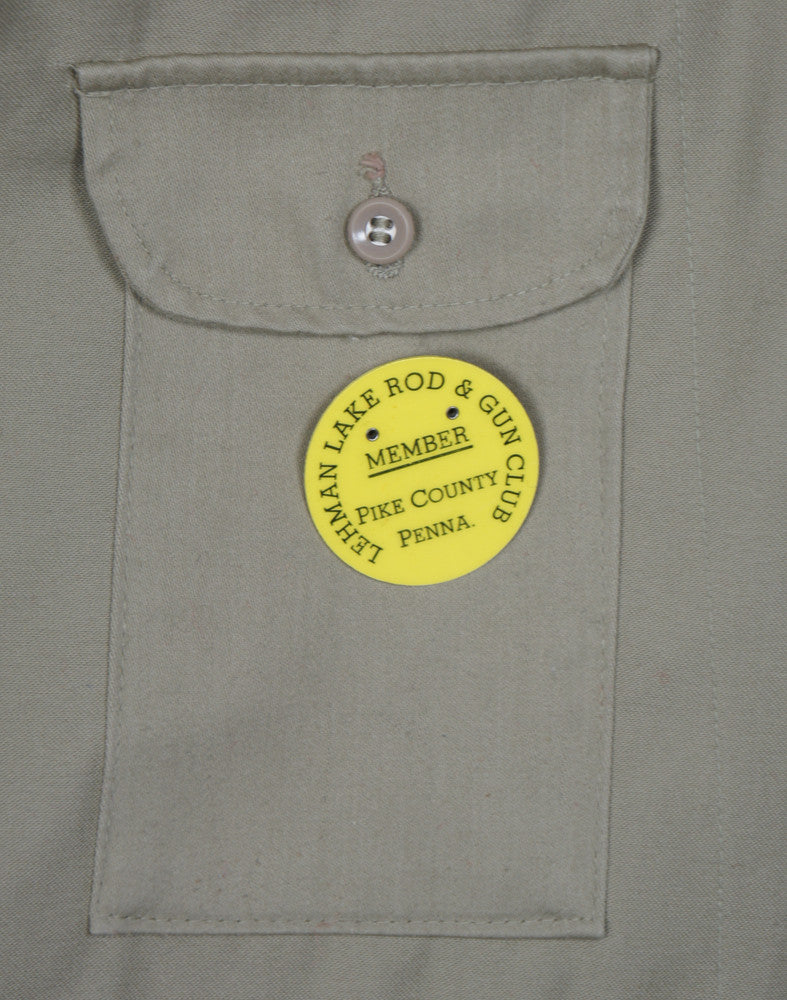 LEHMAN LAKE ROD & GUN CLUB
MEMBER
PIKE COUNTY
PENNA.